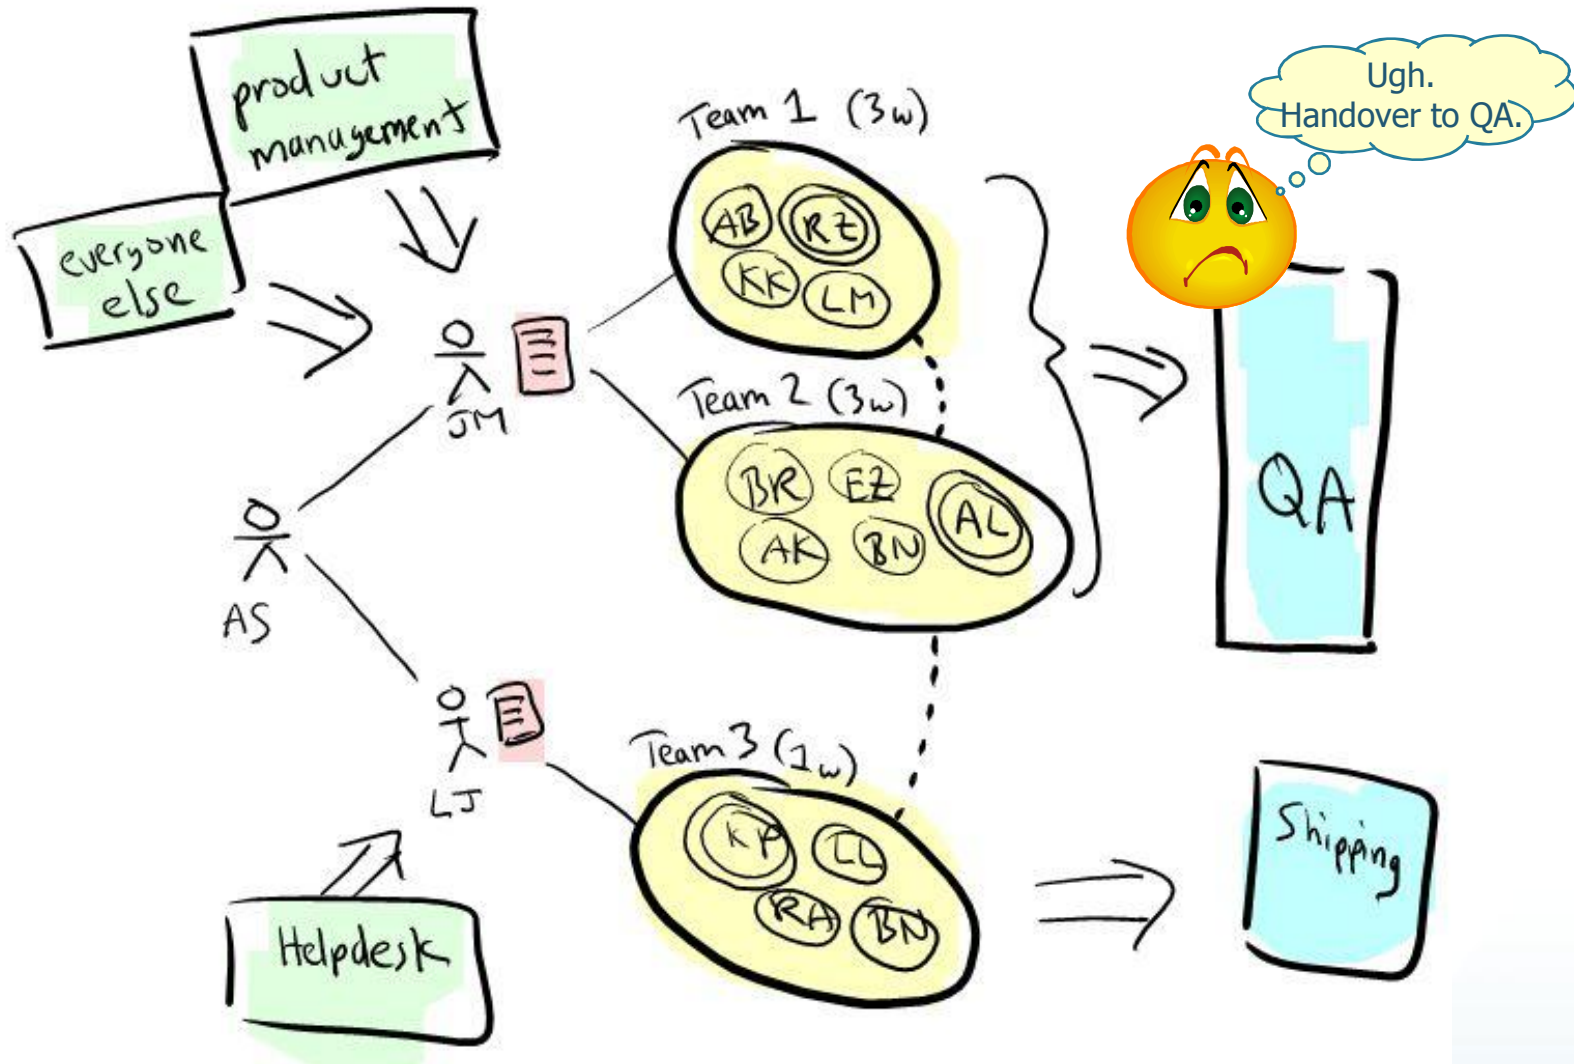 product
management
everyone
else
JM
AS
LJ
Helpdesk
Team 1 (3w)
AB
RZ
KK
LM
Team 2 (3w)
BR
EZ
AL
AK
BN
Team 3 (1w)
KP
LL
RA
BN
Ugh.
Handover to QA.
QA
Shipping